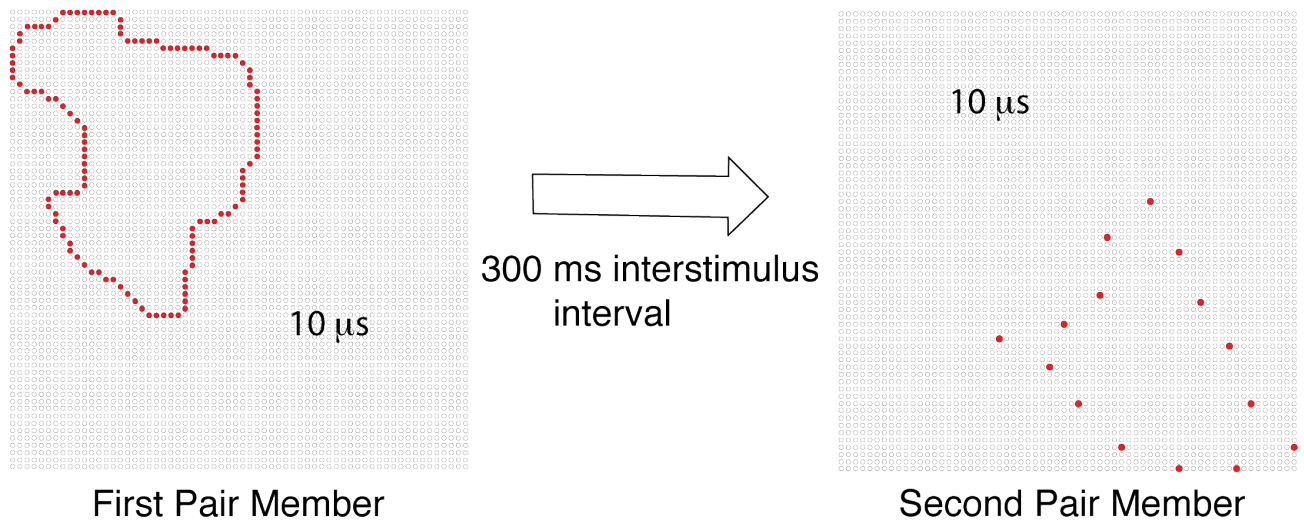 10 μs
10 μs
300 ms interstimulus
interval
First Pair Member
Second Pair Member